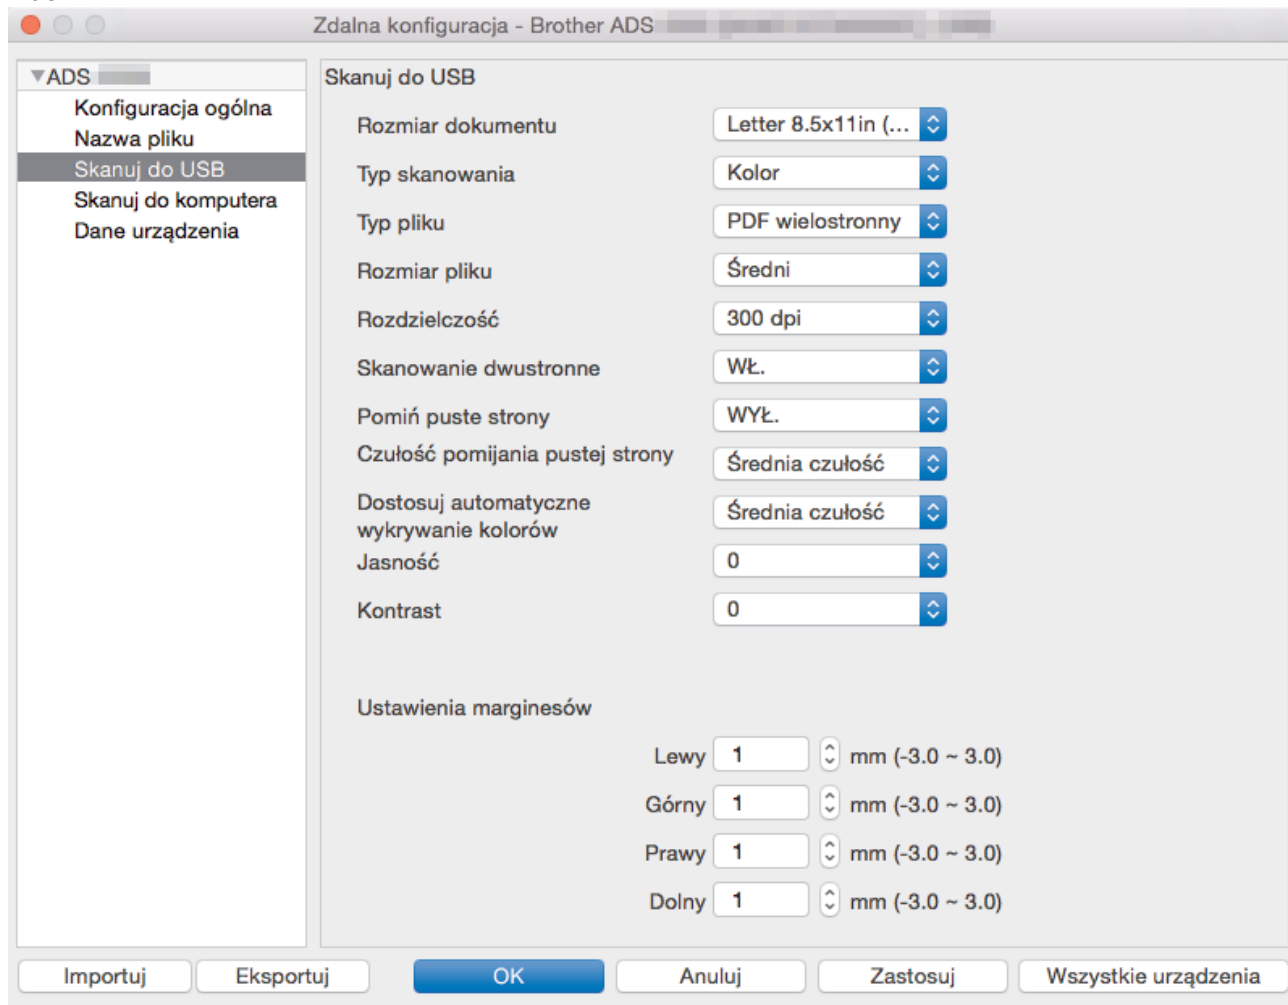 Zdalna konfiguracja - Brother ADS
ADS
Konfiguracja ogólna
Nazwa pliku
Skanuj do USB
Skanuj do komputera
Dane urządzenia
Skanuj do USB
Rozmiar dokumentu Letter 8.5x11in (...
Typ skanowania Kolor
Typ pliku PDF wielostronny
Rozmiar pliku Średni
Rozdzielczość 300 dpi
Skanowanie dwustronne WŁ.
Pomiń puste strony WYŁ.
Czułość pomijania pustej strony Średnia czułość
Dostosuj automatyczne
wykrywanie kolorów Średnia czułość
Jasność 0
Kontrast 0
Ustawienia marginesów
Lewy 1 mm (-3.0 ~ 3.0)
Górny 1 mm (-3.0 ~ 3.0)
Prawy 1 mm (-3.0 ~ 3.0)
Dolny 1 mm (-3.0 ~ 3.0)
Importuj Eksportuj OK Anuluj Zastosuj Wszystkie urządzenia